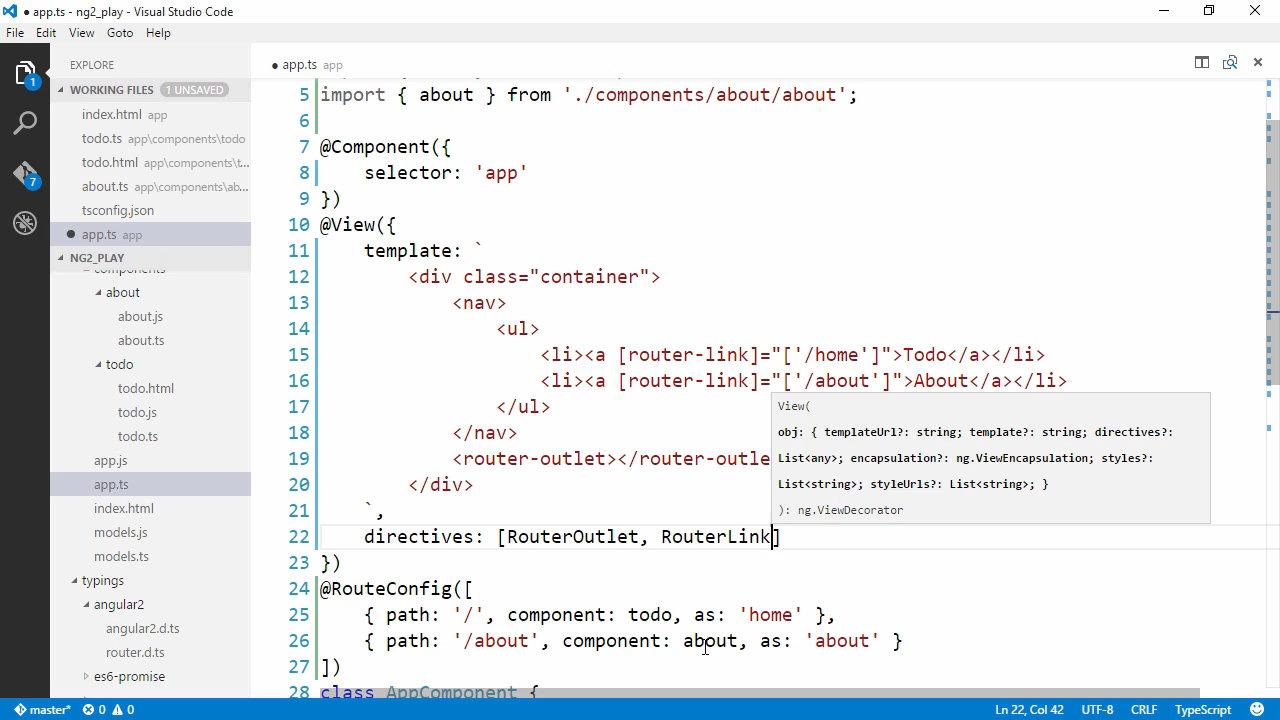 ● app.ts - ng2_play - Visual Studio Code
File Edit View Goto Help
EXPLORE
● app.ts app
1
WORKING FILES 1 UNSAVED
index.html app
todo.ts app\components\todo
todo.html app\components\t...
about.ts app\components\ab...
tsconfig.json
● app.ts app
7
NG2_PLAY
components
about
about.js
about.ts
todo
todo.html
todo.js
todo.ts
app.js
app.ts
index.html
models.js
models.ts
typings
angular2
angular2.d.ts
router.d.ts
es6-promise
5 import { about } from './components/about/about';
6
7 @Component({
8 selector: 'app'
9 })
10 @View({
11 template: `
12 <div class="container">
13 <nav>
14 <ul>
15 <li><a [router-link]="['/home']">Todo</a></li>
16 <li><a [router-link]="['/about']">About</a></li>
17 </ul>
18 </nav>
19 <router-outlet></router-outle
20 </div>
21 `,
22 directives: [RouterOutlet, RouterLink]
23 })
24 @RouteConfig([
25 { path: '/', component: todo, as: 'home' },
26 { path: '/about', component: about, as: 'about' }
27 ])
28 class AppComponent {
View(
obj: { templateUrl?: string; template?: string; directives?:
List<any>; encapsulation?: ng.ViewEncapsulation; styles?:
List<string>; styleUrls?: List<string>; }
): ng.ViewDecorator
master* 0 0 Ln 22, Col 42 UTF-8 CRLF TypeScript